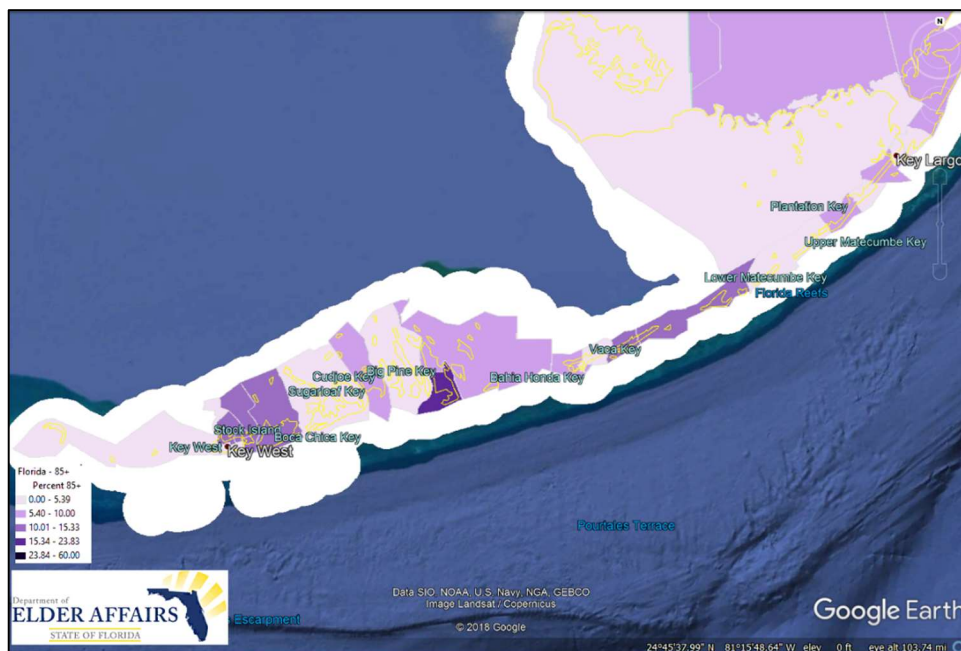 N
Key Largo
Plantation Key
Upper Matecumbe Key
Lower Matecumbe Key
Florida Reefs
Vaca Key
Big Pine Key
Cudjoe Key
Bahia Honda Key
Sugarloaf Key
Stock Island
Boca Chica Key
Key West
Key West
Florida - 85+
Percent 85+
0.00 - 5.39
5.40 - 10.00
10.01 - 15.33
15.34 - 23.83
23.84 - 60.00
Pourtales Terrace
Department of
ELDER AFFAIRS
STATE OF FLORIDA
Escarpment
Data SIO, NOAA, U.S. Navy, NGA, GEBCO
Image Landsat / Copernicus
© 2018 Google
Google Earth
24°45'37.99" N 81°15'48.64" W elev 0 ft eye alt 103.74 mi